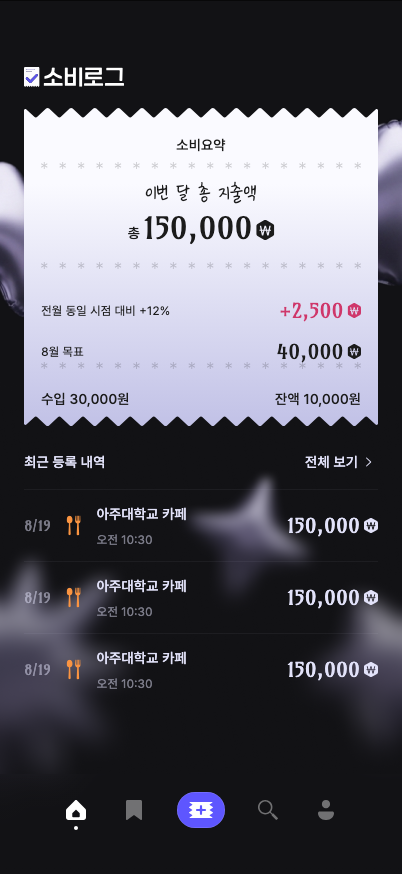 소비로그
소비요약
* * * * * * * * * * * * * * * * * *
이번 달 총 지출액
총 150,000 ₩
* * * * * * * * * * * * * * * * * *
전월 동일 시점 대비 +12% +2,500 ₩
8월 목표 40,000 ₩
* * * * * * * * * * * * * * * * * *
수입 30,000원 잔액 10,000원
최근 등록 내역 전체 보기 >
8/19 아주대학교 카페 150,000 ₩
오전 10:30
8/19 아주대학교 카페 150,000 ₩
오전 10:30
8/19 아주대학교 카페 150,000 ₩
오전 10:30